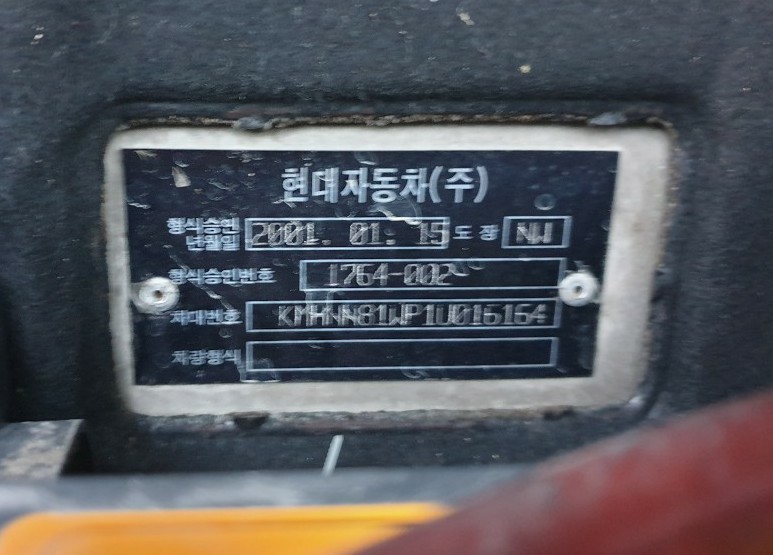 현대자동차(주)
형식승인 년월일 2001. 01. 15 도 장 NW
형식승인번호 1764-002
차대번호 KMHNN81WP1U016164
차량형식